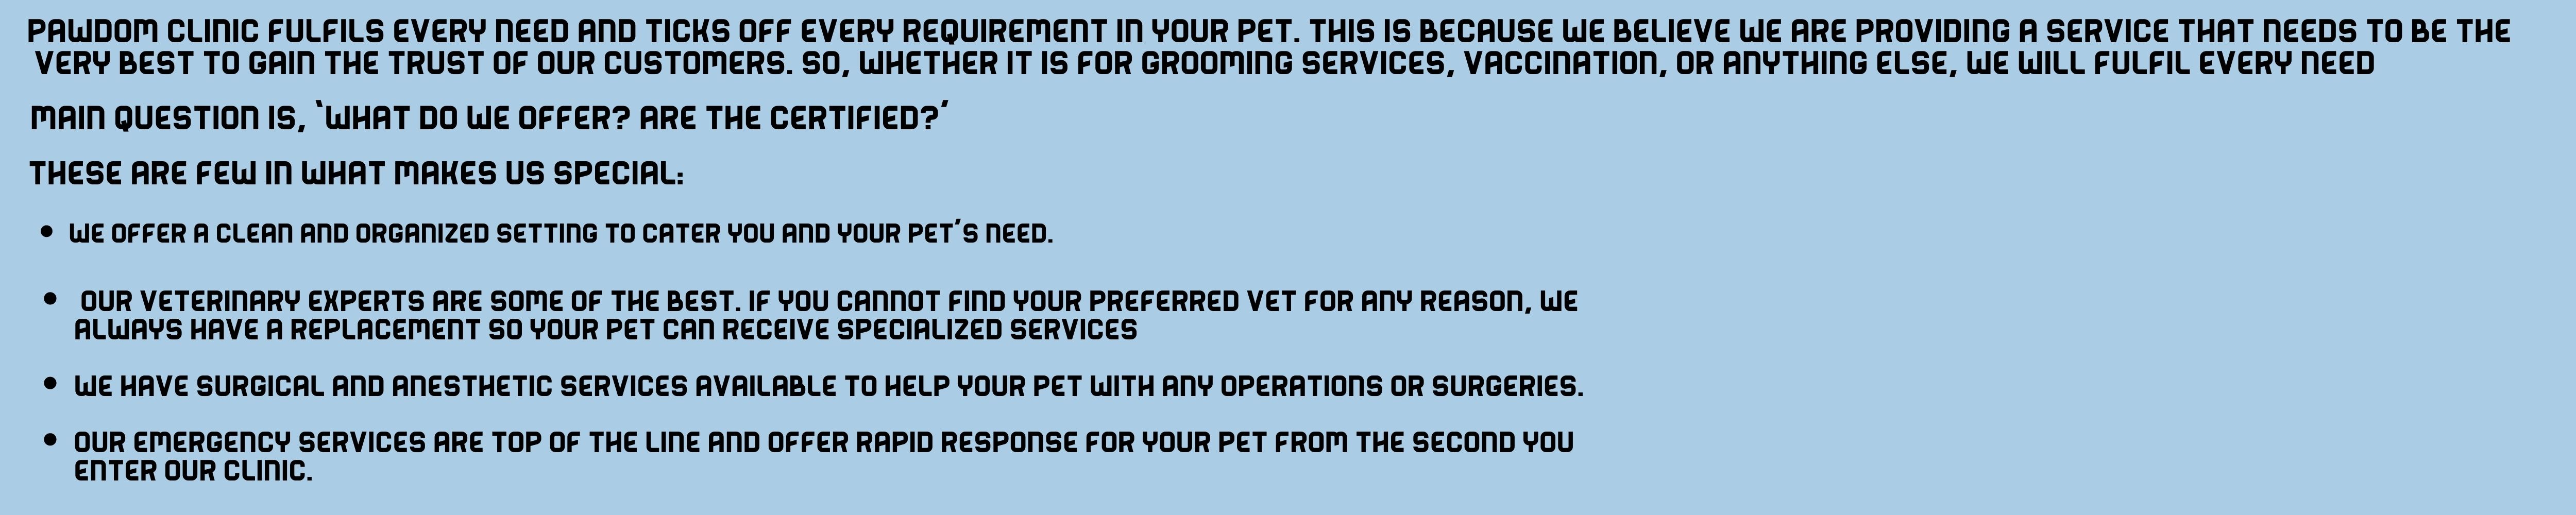 PAWDOM CLINIC FULFILS EVERY NEED AND TICKS OFF EVERY REQUIREMENT IN YOUR PET. THIS IS BECAUSE WE BELIEVE WE ARE PROVIDING A SERVICE THAT NEEDS TO BE THE
VERY BEST TO GAIN THE TRUST OF OUR CUSTOMERS. SO, WHETHER IT IS FOR GROOMING SERVICES, VACCINATION, OR ANYTHING ELSE, WE WILL FULFIL EVERY NEED
MAIN QUESTION IS, ‘WHAT DO WE OFFER? ARE THE CERTIFIED?’
THESE ARE FEW IN WHAT MAKES US SPECIAL:
• WE OFFER A CLEAN AND ORGANIZED SETTING TO CATER YOU AND YOUR PET’S NEED.
• OUR VETERINARY EXPERTS ARE SOME OF THE BEST. IF YOU CANNOT FIND YOUR PREFERRED VET FOR ANY REASON, WE
ALWAYS HAVE A REPLACEMENT SO YOUR PET CAN RECEIVE SPECIALIZED SERVICES
• WE HAVE SURGICAL AND ANESTHETIC SERVICES AVAILABLE TO HELP YOUR PET WITH ANY OPERATIONS OR SURGERIES.
• OUR EMERGENCY SERVICES ARE TOP OF THE LINE AND OFFER RAPID RESPONSE FOR YOUR PET FROM THE SECOND YOU
ENTER OUR CLINIC.